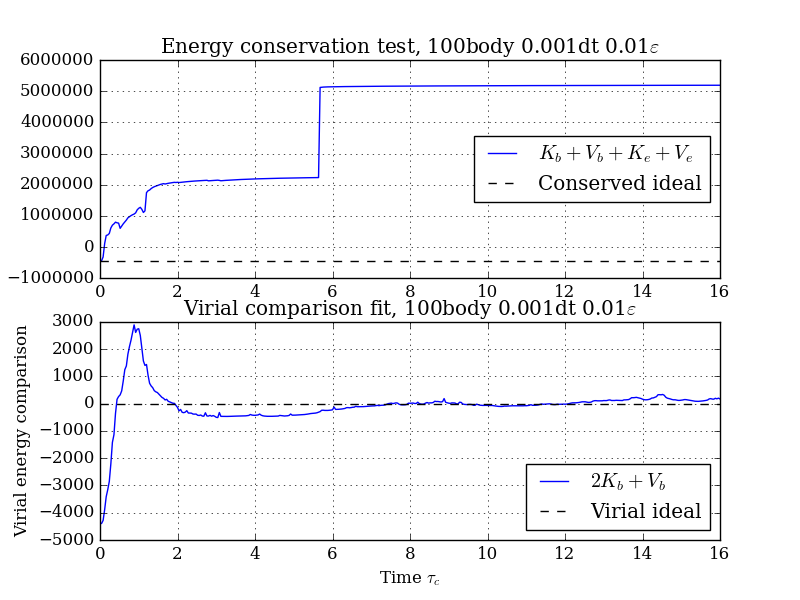 Energy conservation test, 100body 0.001dt 0.01ε
6000000
5000000
4000000
3000000
2000000
1000000
0
−1000000
K_b + V_b + K_e + V_e
Conserved ideal
0 2 4 6 8 10 12 14 16
Virial comparison fit, 100body 0.001dt 0.01ε
Virial energy comparison
3000
2000
1000
0
−1000
−2000
−3000
−4000
−5000
2K_b + V_b
Virial ideal
0 2 4 6 8 10 12 14 16
Time τ_c